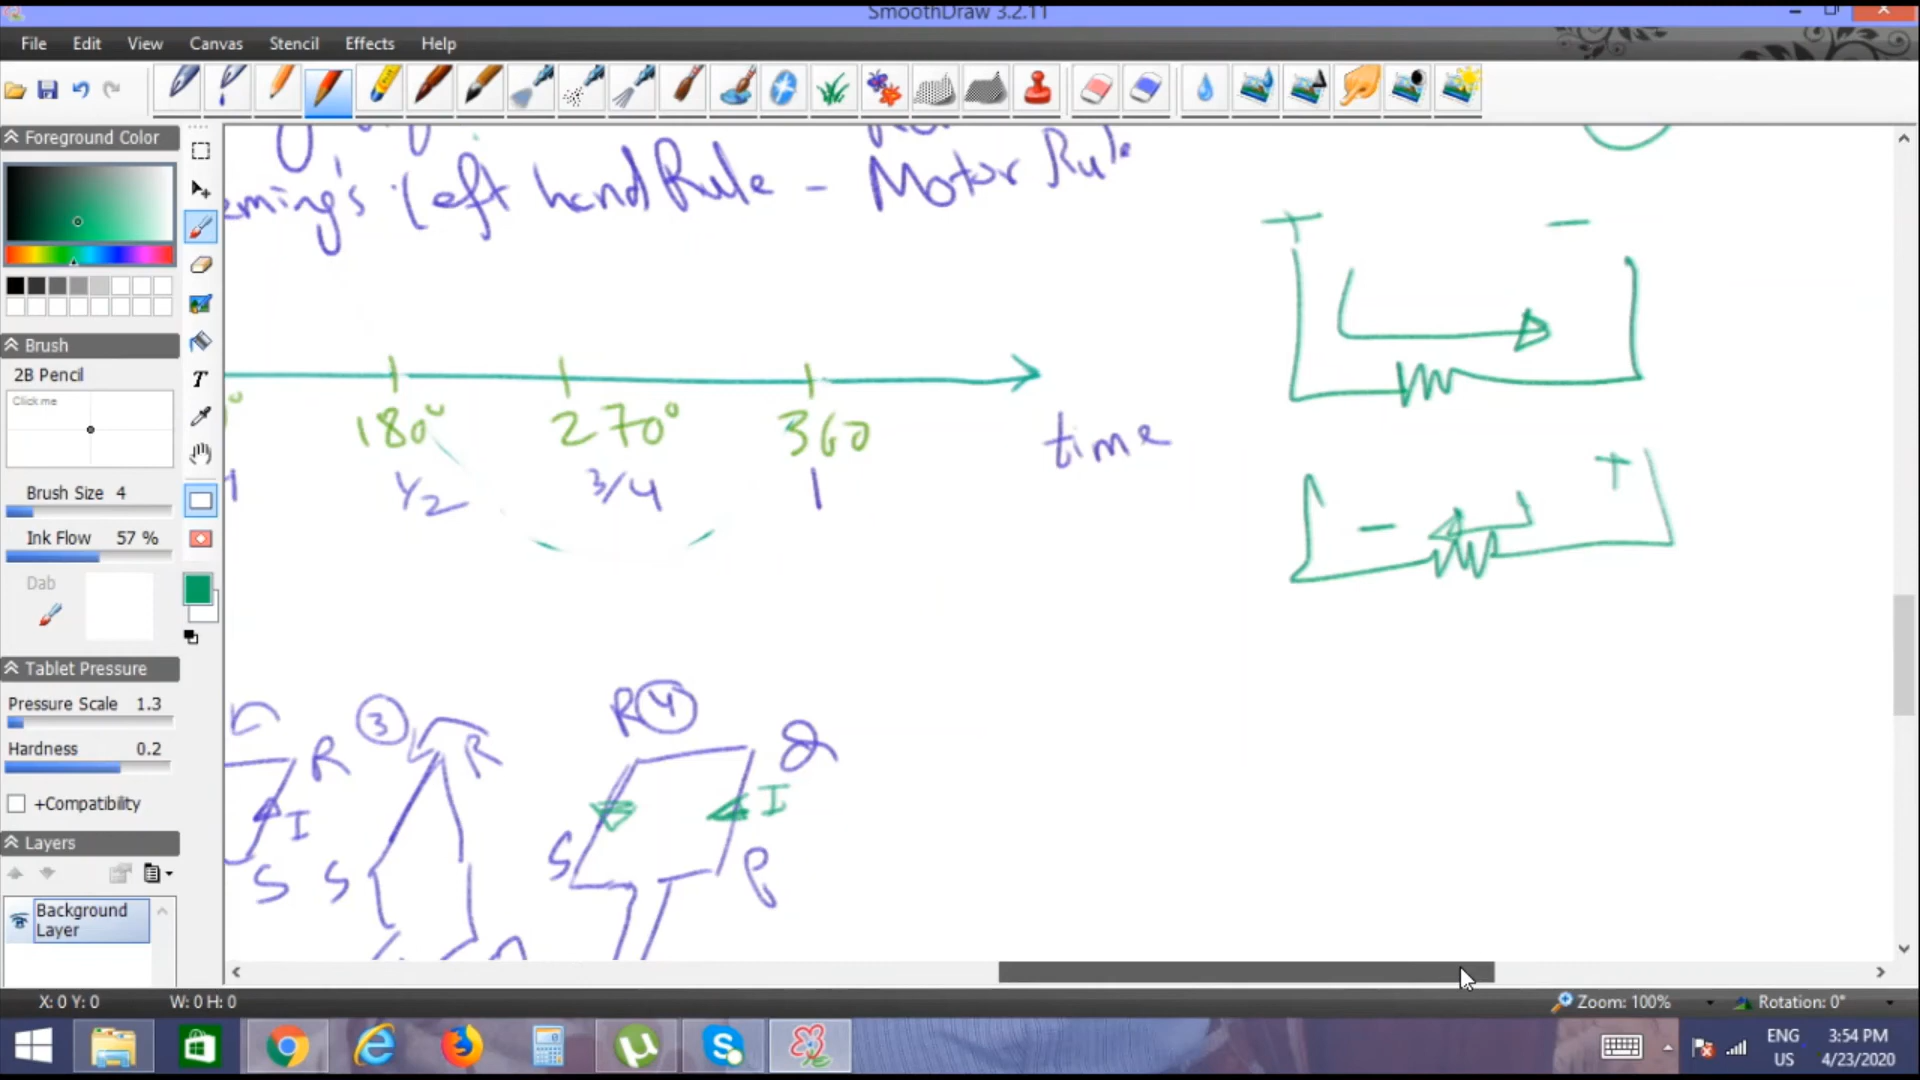 SmoothDraw 3.2.11
File Edit View Canvas Stencil Effects Help
Foreground Color
Brush
2B Pencil
Click me
Brush Size 4
Ink Flow 57 %
Dab
Tablet Pressure
Pressure Scale 1.3
Hardness 0.2
+Compatibility
Layers
Background
Layer
eming's left hand Rule - Motor Rule
+ -
180° 270° 360
time
1/2 3/4 1
- +
3 R 4
R R Q
I I
S S S P
X: 0 Y: 0 W: 0 H: 0 Zoom: 100% Rotation: 0°
ENG 3:54 PM
US 4/23/2020